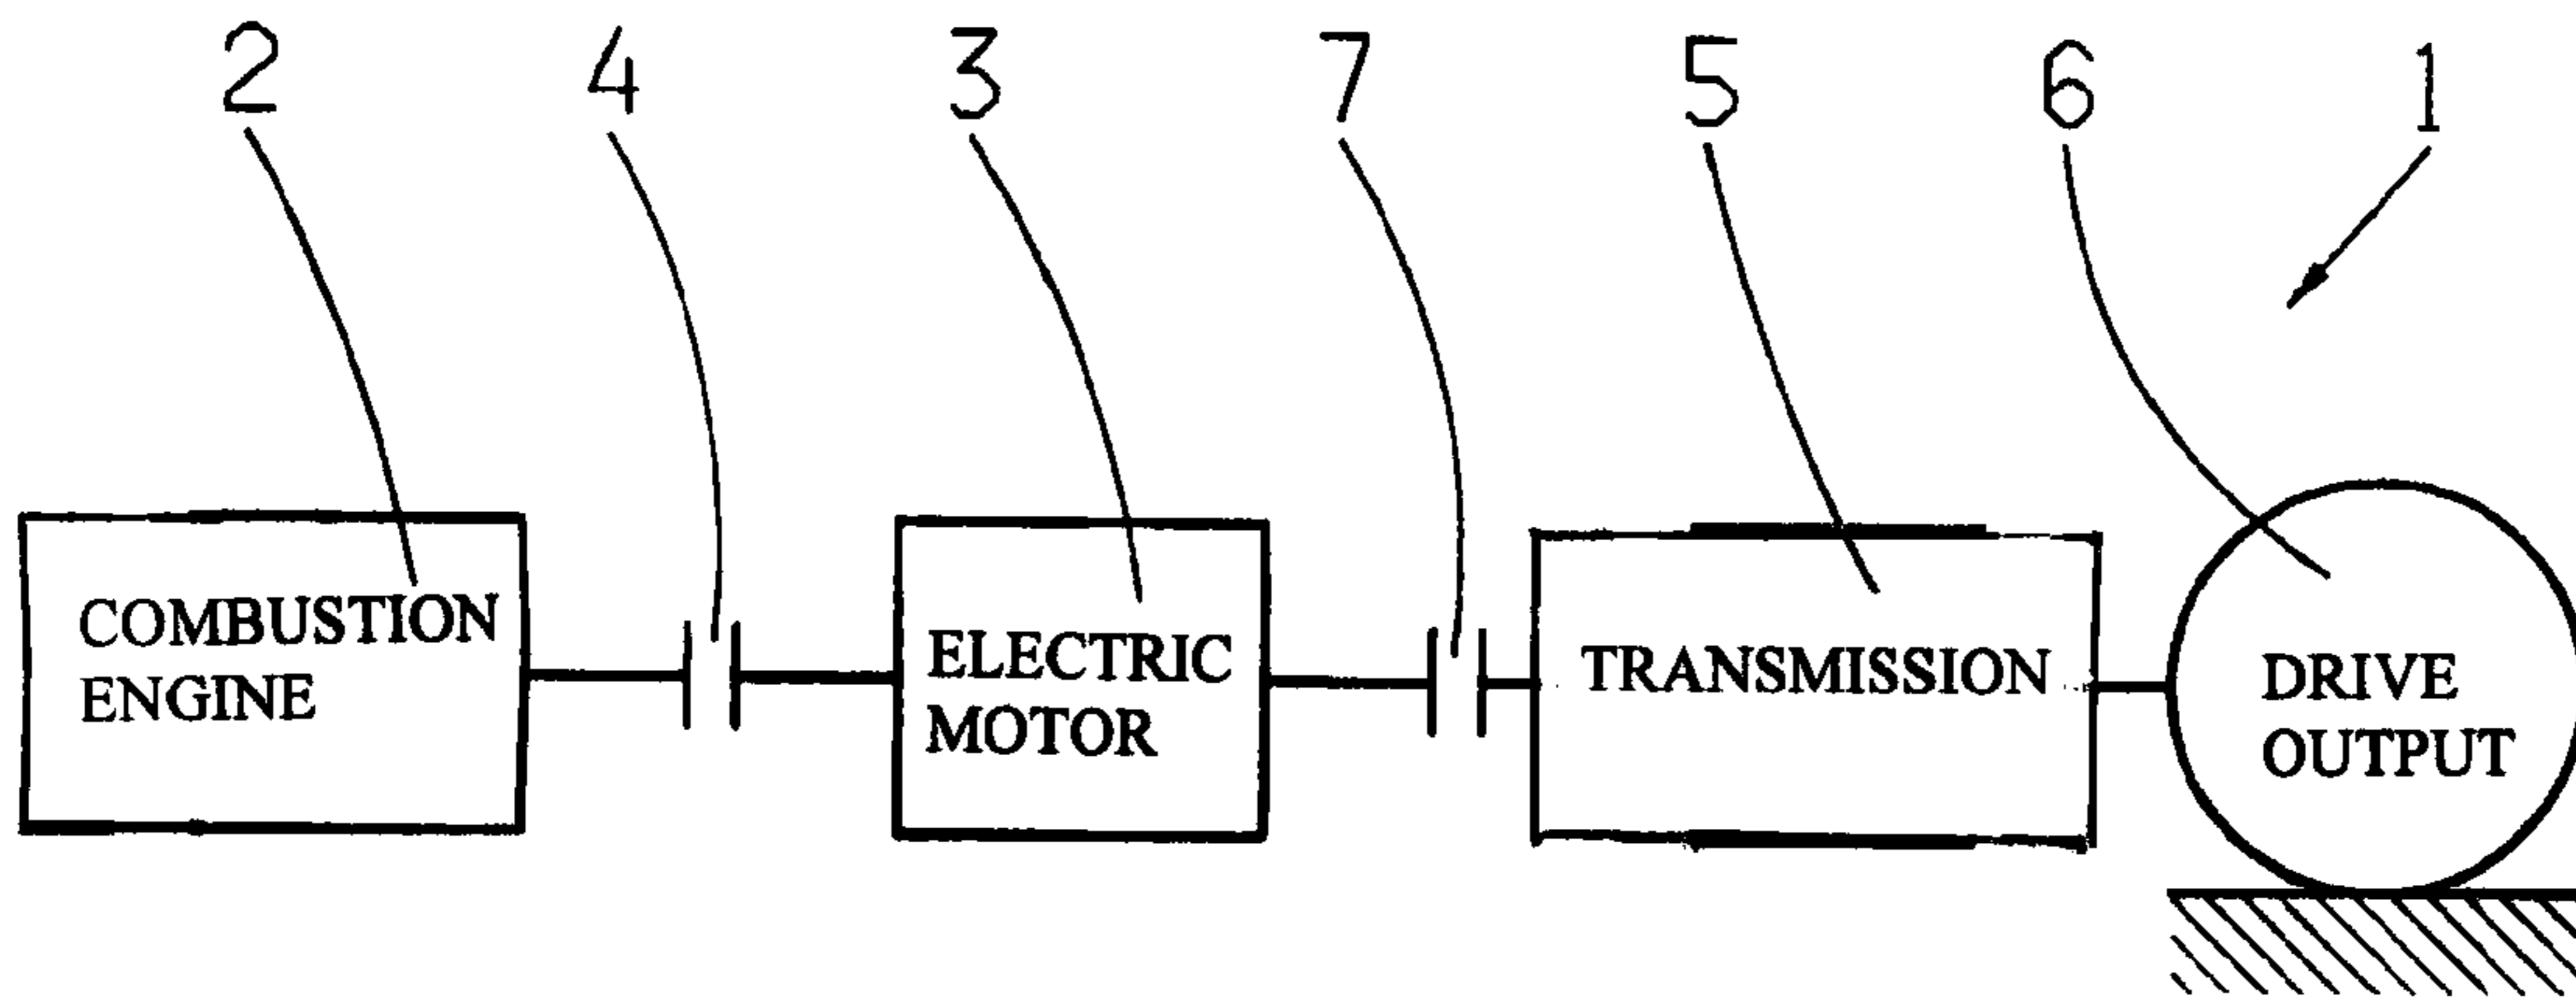 2 4 3 7 5 6 1
COMBUSTION
ENGINE
ELECTRIC
MOTOR
TRANSMISSION
DRIVE
OUTPUT